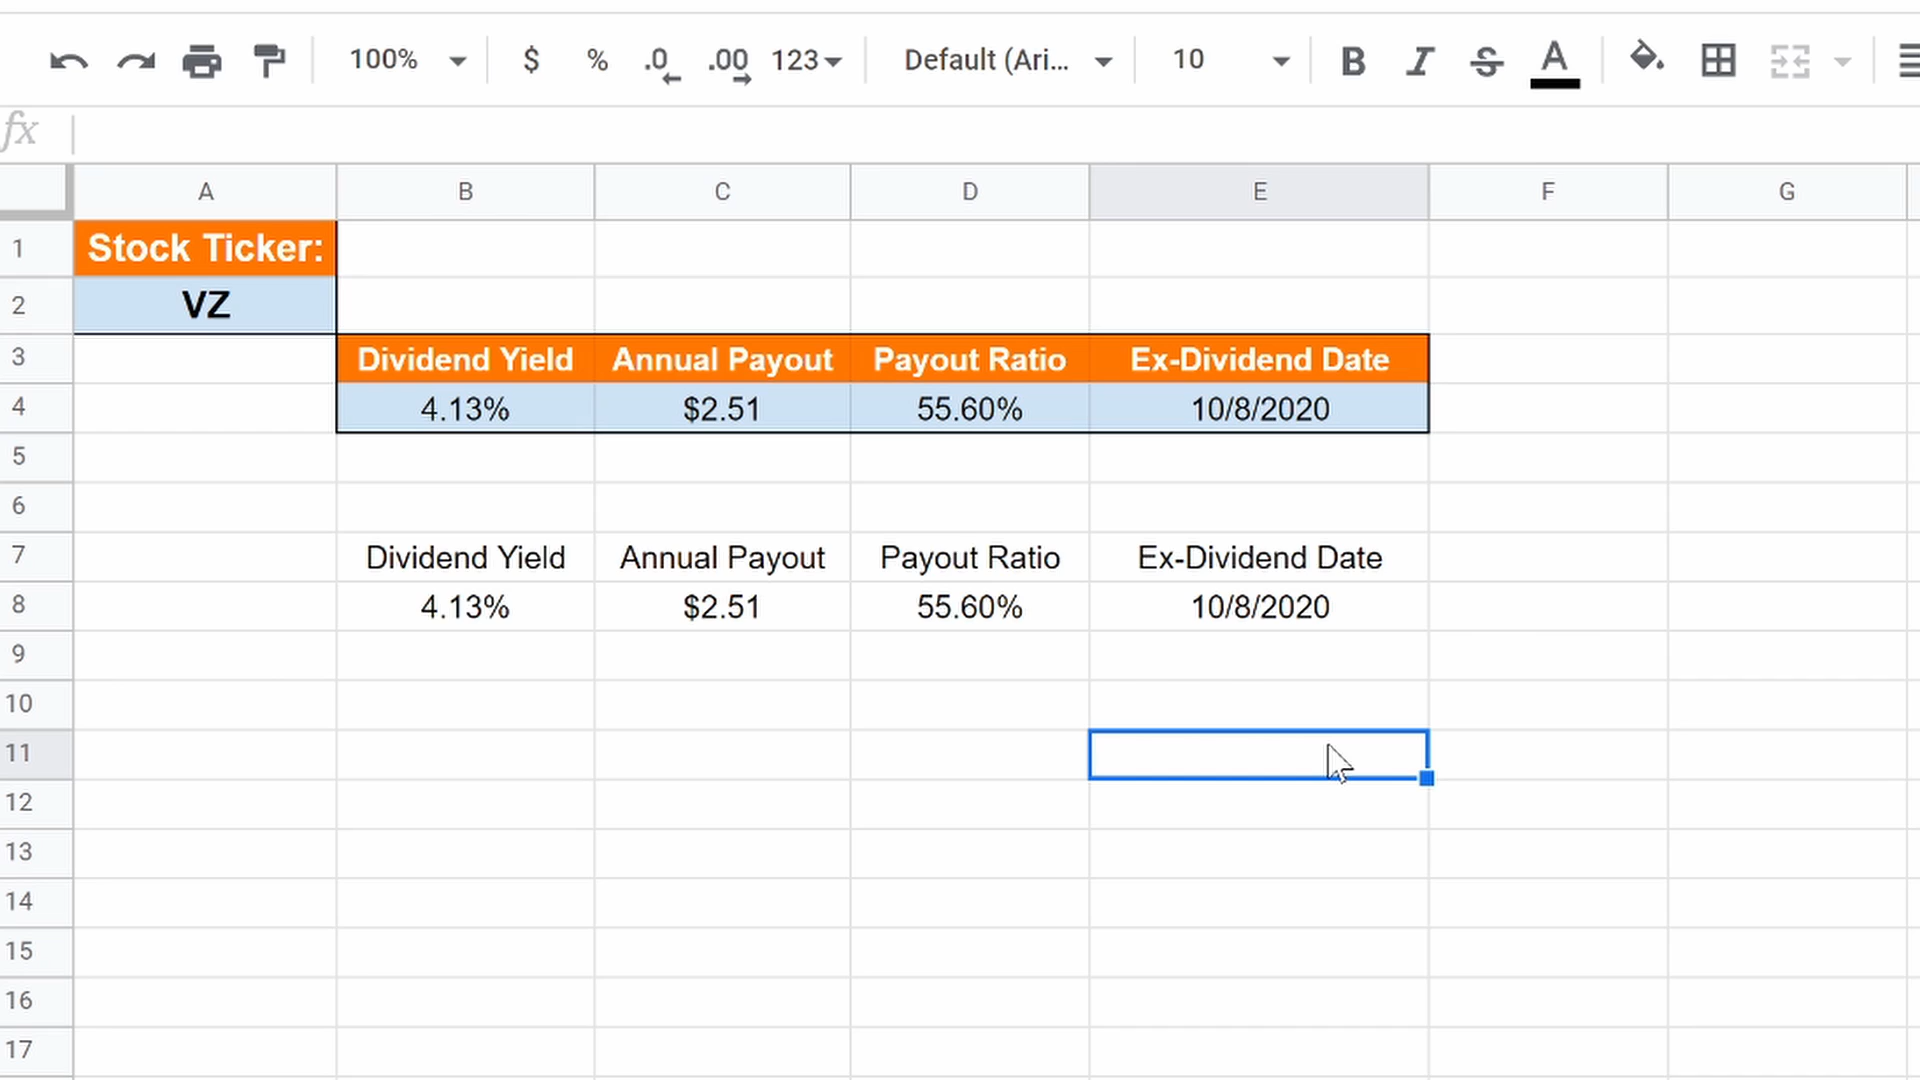 100% $ % .0 .00 123 Default (Ari... 10 B I S A
fx
A B C D E F G
1 Stock Ticker:
2 VZ
3 Dividend Yield Annual Payout Payout Ratio Ex-Dividend Date
4 4.13% $2.51 55.60% 10/8/2020
5
6
7 Dividend Yield Annual Payout Payout Ratio Ex-Dividend Date
8 4.13% $2.51 55.60% 10/8/2020
9
10
11
12
13
14
15
16
17